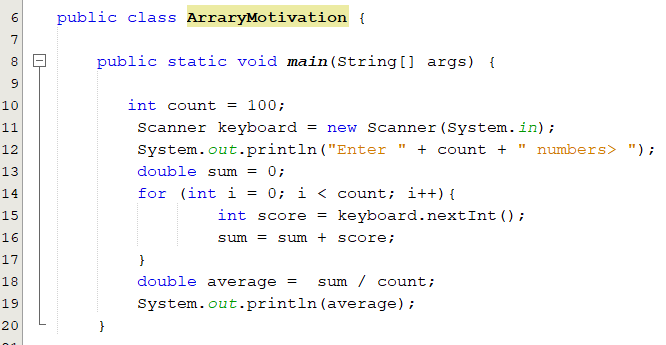 6 public class ArraryMotivation {
7
8 public static void main(String[] args) {
9
10 int count = 100;
11 Scanner keyboard = new Scanner(System.in);
12 System.out.println("Enter " + count + " numbers> ");
13 double sum = 0;
14 for (int i = 0; i < count; i++){
15 int score = keyboard.nextInt();
16 sum = sum + score;
17 }
18 double average =  sum / count;
19 System.out.println(average);
20 }